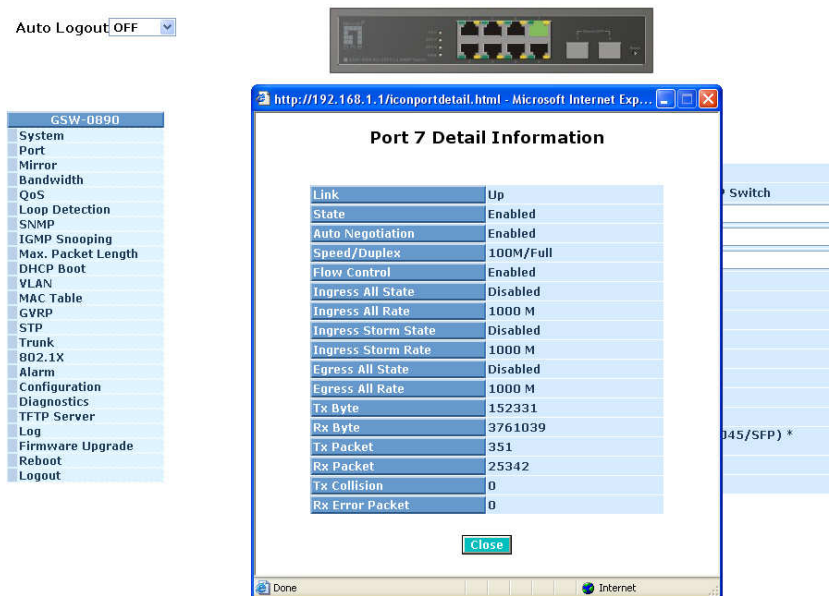 Auto Logout OFF
http://192.168.1.1/iconportdetail.html - Microsoft Internet Exp...
GSW-0890
System
Port
Mirror
Bandwidth
QoS
Loop Detection
SNMP
IGMP Snooping
Max. Packet Length
DHCP Boot
VLAN
MAC Table
GVRP
STP
Trunk
802.1X
Alarm
Configuration
Diagnostics
TFTP Server
Log
Firmware Upgrade
Reboot
Logout
Port 7 Detail Information
Link Up
State Enabled
Auto Negotiation Enabled
Speed/Duplex 100M/Full
Flow Control Enabled
Ingress All State Disabled
Ingress All Rate 1000 M
Ingress Storm State Disabled
Ingress Storm Rate 1000 M
Egress All State Disabled
Egress All Rate 1000 M
Tx Byte 152331
Rx Byte 3761039
Tx Packet 351
Rx Packet 25342
Tx Collision 0
Rx Error Packet 0
Close
Done Internet
Switch
J45/SFP) *